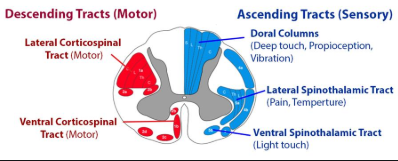 Descending Tracts (Motor)
Ascending Tracts (Sensory)
Lateral Corticospinal
Tract (Motor)
Ventral Corticospinal
Tract (Motor)
Doral Columns
(Deep touch, Propioception,
Vibration)
Lateral Spinothalamic Tract
(Pain, Temperture)
Ventral Spinothalamic Tract
(Light touch)